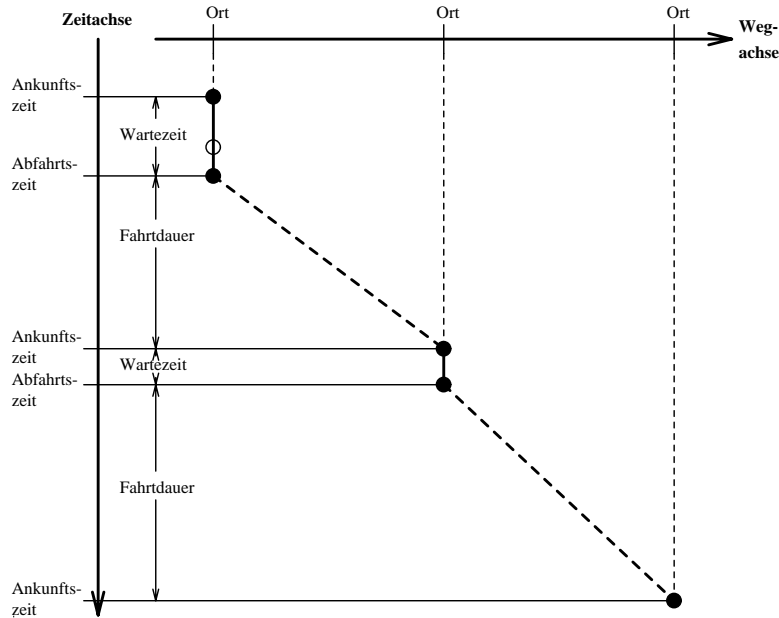 Ort
Ort
Ort
Zeitachse
Weg-
achse
Ankunfts-
zeit
Wartezeit
Abfahrts-
zeit
Fahrtdauer
Ankunfts-
zeit
Wartezeit
Abfahrts-
zeit
Fahrtdauer
Ankunfts-
zeit